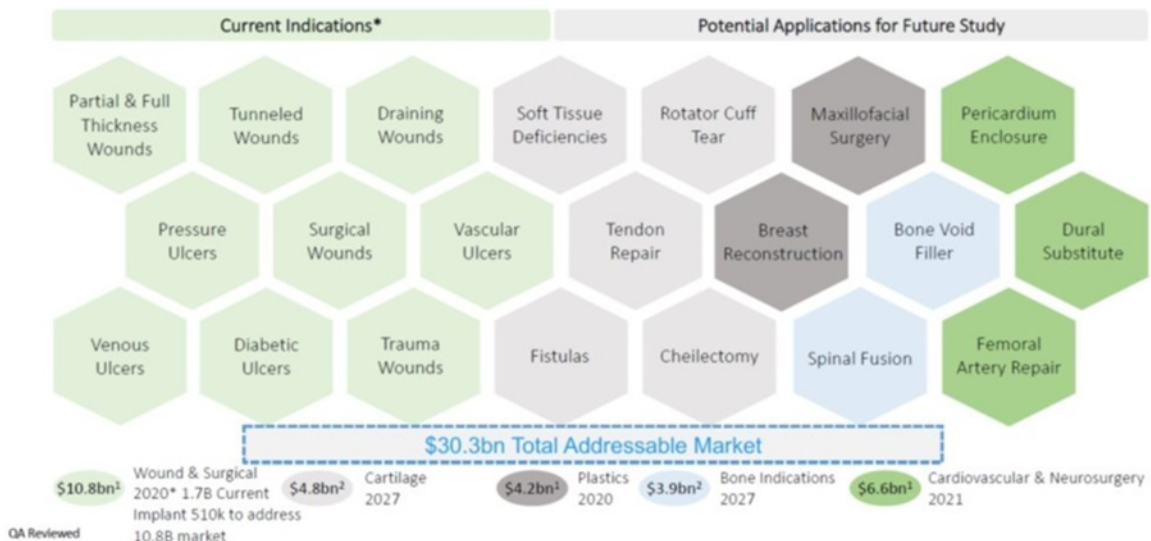 Current Indications*
Potential Applications for Future Study
Partial & Full
Thickness
Wounds
Tunneled
Wounds
Draining
Wounds
Soft Tissue
Deficiencies
Rotator Cuff
Tear
Maxillofacial
Surgery
Pericardium
Enclosure
Pressure
Ulcers
Surgical
Wounds
Vascular
Ulcers
Tendon
Repair
Breast
Reconstruction
Bone Void
Filler
Dural
Substitute
Venous
Ulcers
Diabetic
Ulcers
Trauma
Wounds
Fistulas
Cheilectomy
Spinal Fusion
Femoral
Artery Repair
$30.3bn Total Addressable Market
$10.8bn¹
Wound & Surgical
2020* 1.7B Current
Implant 510k to address
10.8B market
$4.8bn²
Cartilage
2027
$4.2bn¹
Plastics
2020
$3.9bn²
Bone Indications
2027
$6.6bn¹
Cardiovascular & Neurosurgery
2021
QA Reviewed